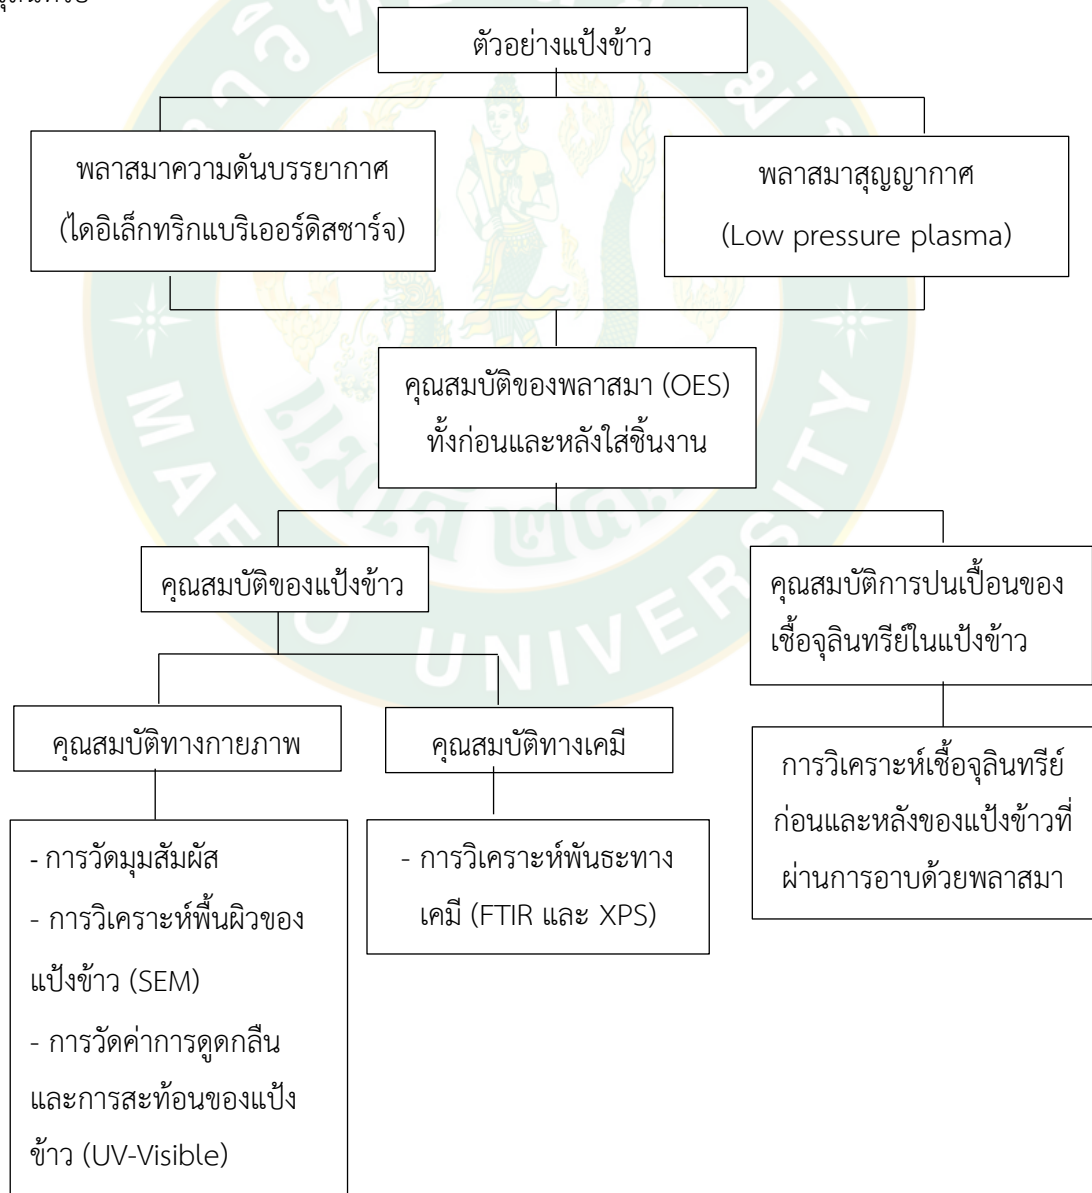 ตัวอย่างแป้งข้าว
พลาสมาความดันบรรยากาศ
(ไดอิเล็กทริกแบริเออร์ดิสชาร์จ)
พลาสมาสุญญากาศ
(Low pressure plasma)
คุณสมบัติของพลาสมา (OES)
ทั้งก่อนและหลังใส่ชิ้นงาน
คุณสมบัติของแป้งข้าว
คุณสมบัติการปนเปื้อนของ
เชื้อจุลินทรีย์ในแป้งข้าว
คุณสมบัติทางกายภาพ
คุณสมบัติทางเคมี
การวิเคราะห์เชื้อจุลินทรีย์
ก่อนและหลังของแป้งข้าวที่
ผ่านการอาบด้วยพลาสมา
- การวัดมุมสัมผัส
- การวิเคราะห์พื้นผิวของ
แป้งข้าว (SEM)
- การวัดค่าการดูดกลืน
และการสะท้อนของแป้ง
ข้าว (UV-Visible)
- การวิเคราะห์พันธะทาง
เคมี (FTIR และ XPS)
MAEJO UNIVERSITY